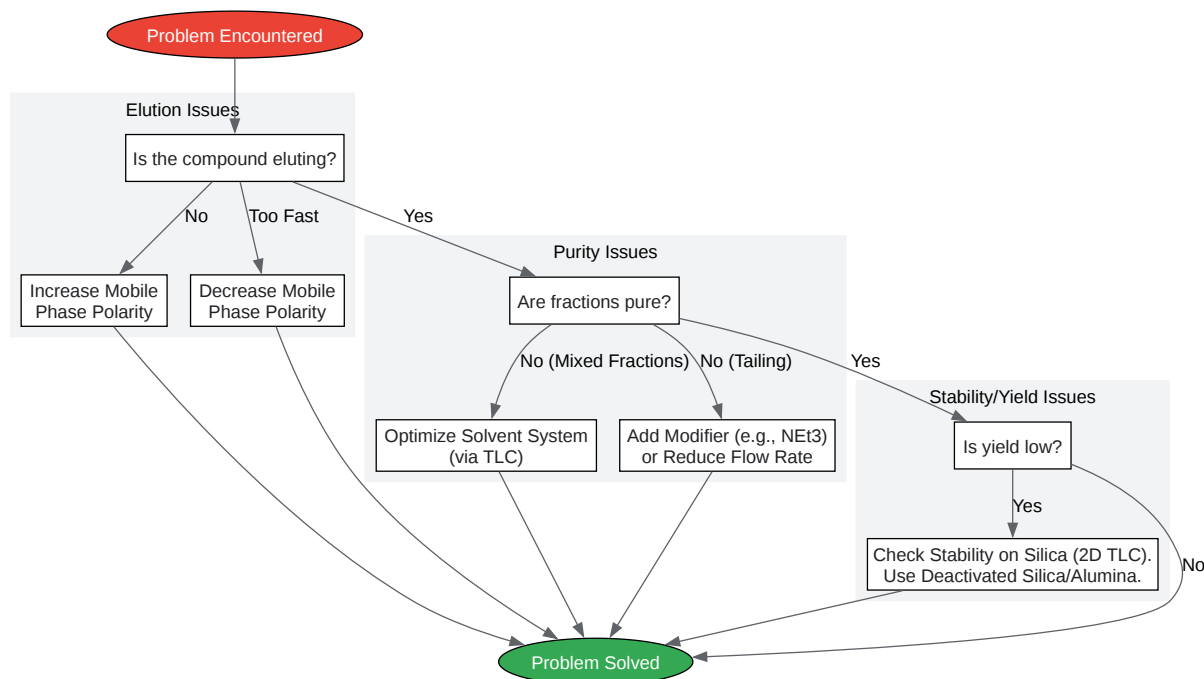 Problem Encountered
Elution Issues
Is the compound eluting?
No
Too Fast
Yes
Increase Mobile
Phase Polarity
Decrease Mobile
Phase Polarity
Purity Issues
Are fractions pure?
No (Mixed Fractions)
No (Tailing)
Yes
Optimize Solvent System
(via TLC)
Add Modifier (e.g., NEt3)
or Reduce Flow Rate
Stability/Yield Issues
Is yield low?
Yes
No
Check Stability on Silica (2D TLC).
Use Deactivated Silica/Alumina.
Problem Solved